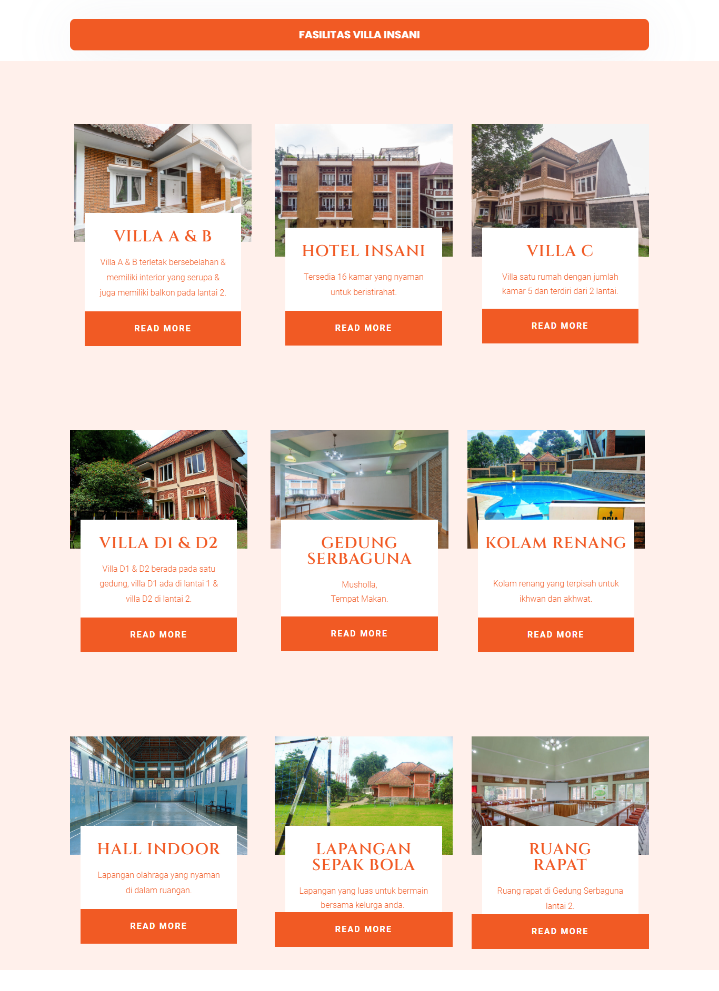 FASILITAS VILLA INSANI
VILLA A & B
Villa A & B terletak bersebelahan &
memiliki interior yang serupa &
juga memiliki balkon pada lantai 2.
READ MORE
HOTEL INSANI
Tersedia 16 kamar yang nyaman
untuk beristirahat.
READ MORE
VILLA C
Villa satu rumah dengan jumlah
kamar 5 dan terdiri dari 2 lantai.
READ MORE
VILLA D1 & D2
Villa D1 & D2 berada pada satu
gedung, villa D1 ada di lantai 1 &
villa D2 di lantai 2.
READ MORE
GEDUNG
SERBAGUNA
Musholla,
Tempat Makan.
READ MORE
KOLAM RENANG
Kolam renang yang terpisah untuk
ikhwan dan akhwat.
READ MORE
HALL INDOOR
Lapangan olahraga yang nyaman
di dalam ruangan.
READ MORE
LAPANGAN
SEPAK BOLA
Lapangan yang luas untuk bermain
bersama kelurga anda.
READ MORE
RUANG
RAPAT
Ruang rapat di Gedung Serbaguna
lantai 2.
READ MORE